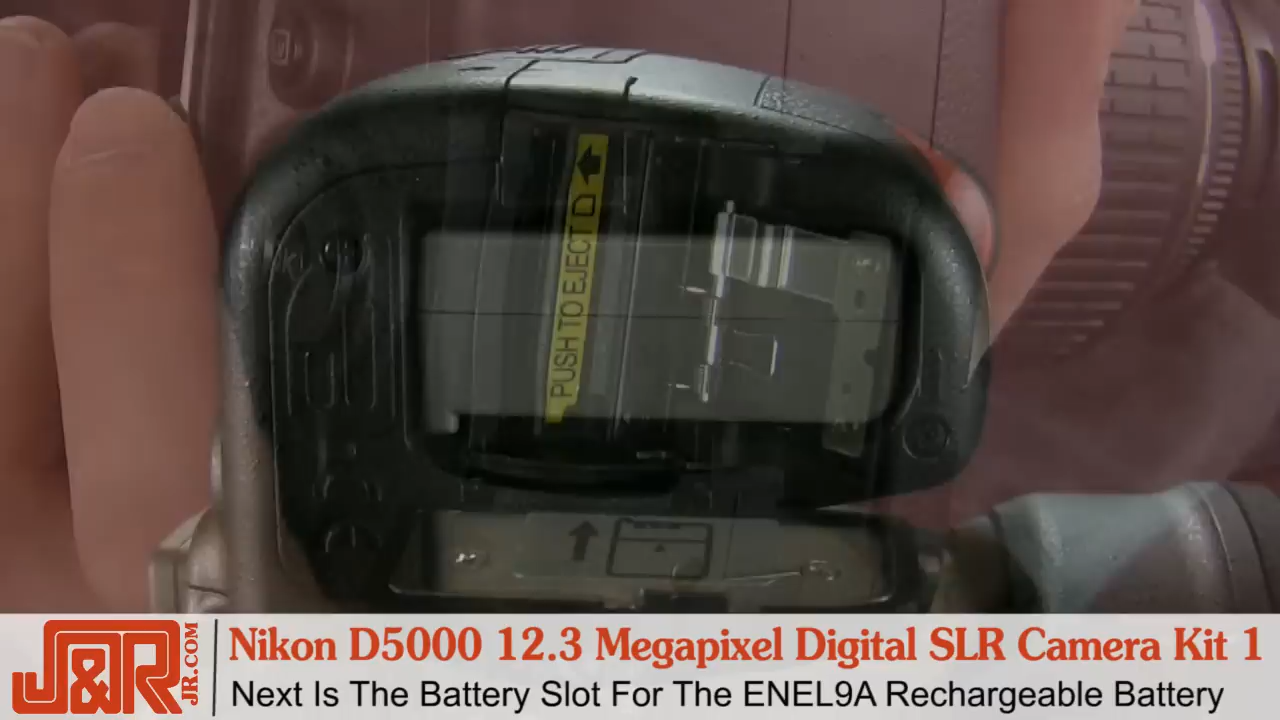 PUSH TO EJECT
J&R
JR.COM
Nikon D5000 12.3 Megapixel Digital SLR Camera Kit 1
Next Is The Battery Slot For The ENEL9A Rechargeable Battery